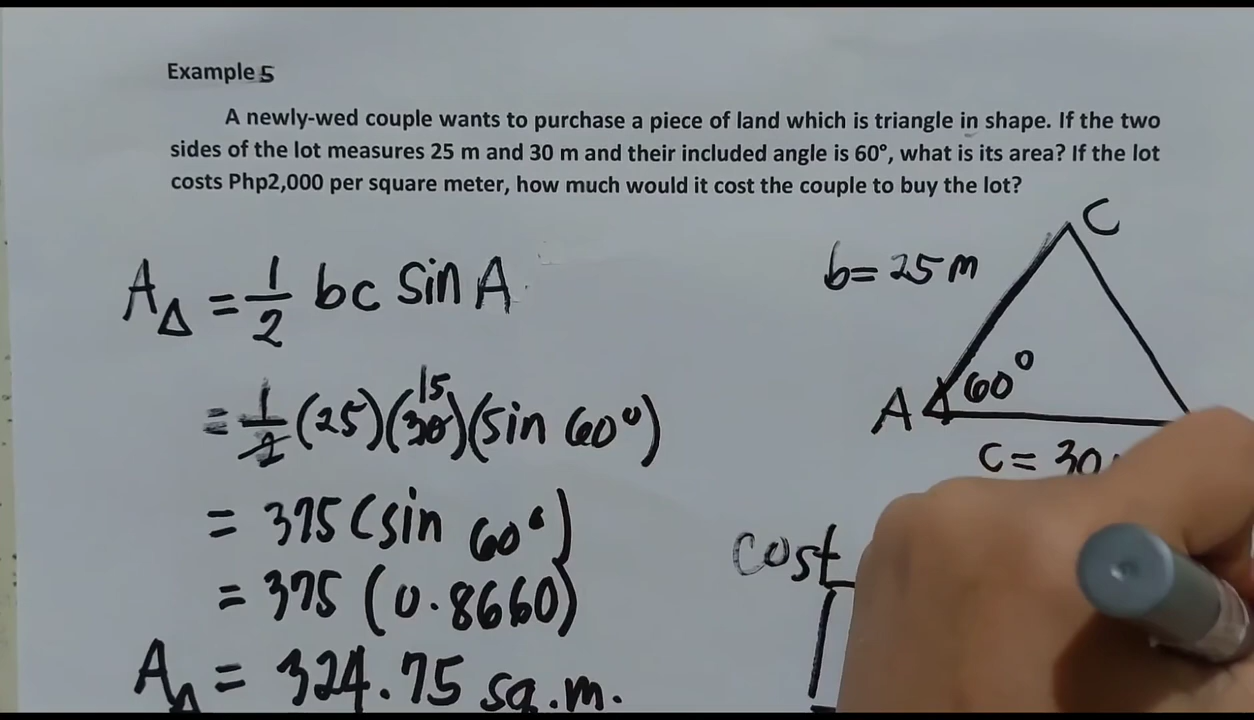 Example 5
A newly-wed couple wants to purchase a piece of land which is triangle in shape. If the two
sides of the lot measures 25 m and 30 m and their included angle is 60°, what is its area? If the lot
costs Php2,000 per square meter, how much would it cost the couple to buy the lot?
A△ = 1/2 bc sin A
= 1/2 (25)(30)(sin 60°)
15
= 375 (sin 60°)
= 375 (0.8660)
A△ = 324.75 sq.m.
C
b= 25 m
60°
A
c= 30
cost